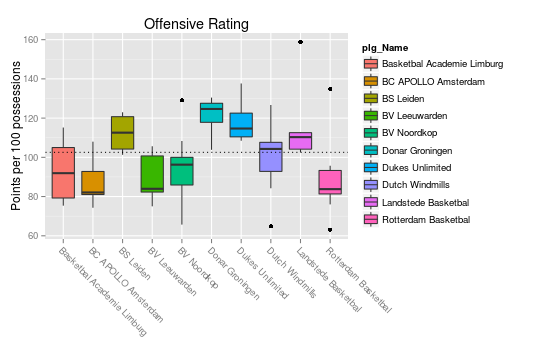 Offensive Rating
Points per 100 possessions
160
140
120
100
80
60
Basketbal Academie Limburg
BC APOLLO Amsterdam
BS Leiden
BV Leeuwarden
BV Noordkop
Donar Groningen
Dukes Unlimited
Dutch Windmills
Landstede Basketbal
Rotterdam Basketbal
plg_Name
Basketbal Academie Limburg
BC APOLLO Amsterdam
BS Leiden
BV Leeuwarden
BV Noordkop
Donar Groningen
Dukes Unlimited
Dutch Windmills
Landstede Basketbal
Rotterdam Basketbal